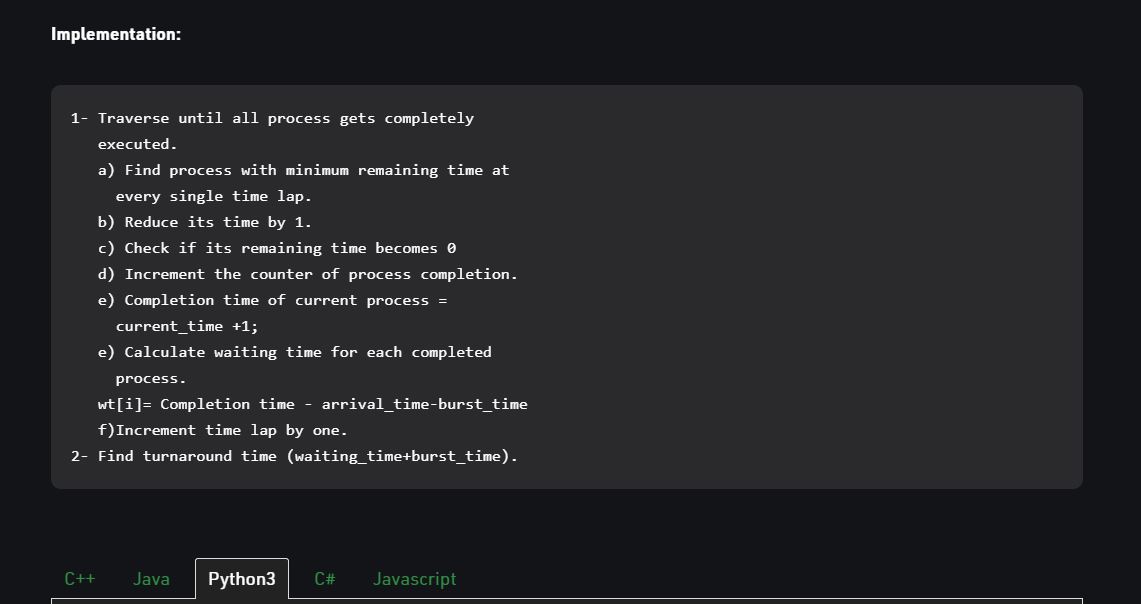 Implementation:
1- Traverse until all process gets completely
executed.
a) Find process with minimum remaining time at
every single time lap.
b) Reduce its time by 1.
c) Check if its remaining time becomes 0
d) Increment the counter of process completion.
e) Completion time of current process =
current_time +1;
e) Calculate waiting time for each completed
process.
wt[i]= Completion time - arrival_time-burst_time
f)Increment time lap by one.
2- Find turnaround time (waiting_time+burst_time).
C++ Java Python3 C# Javascript